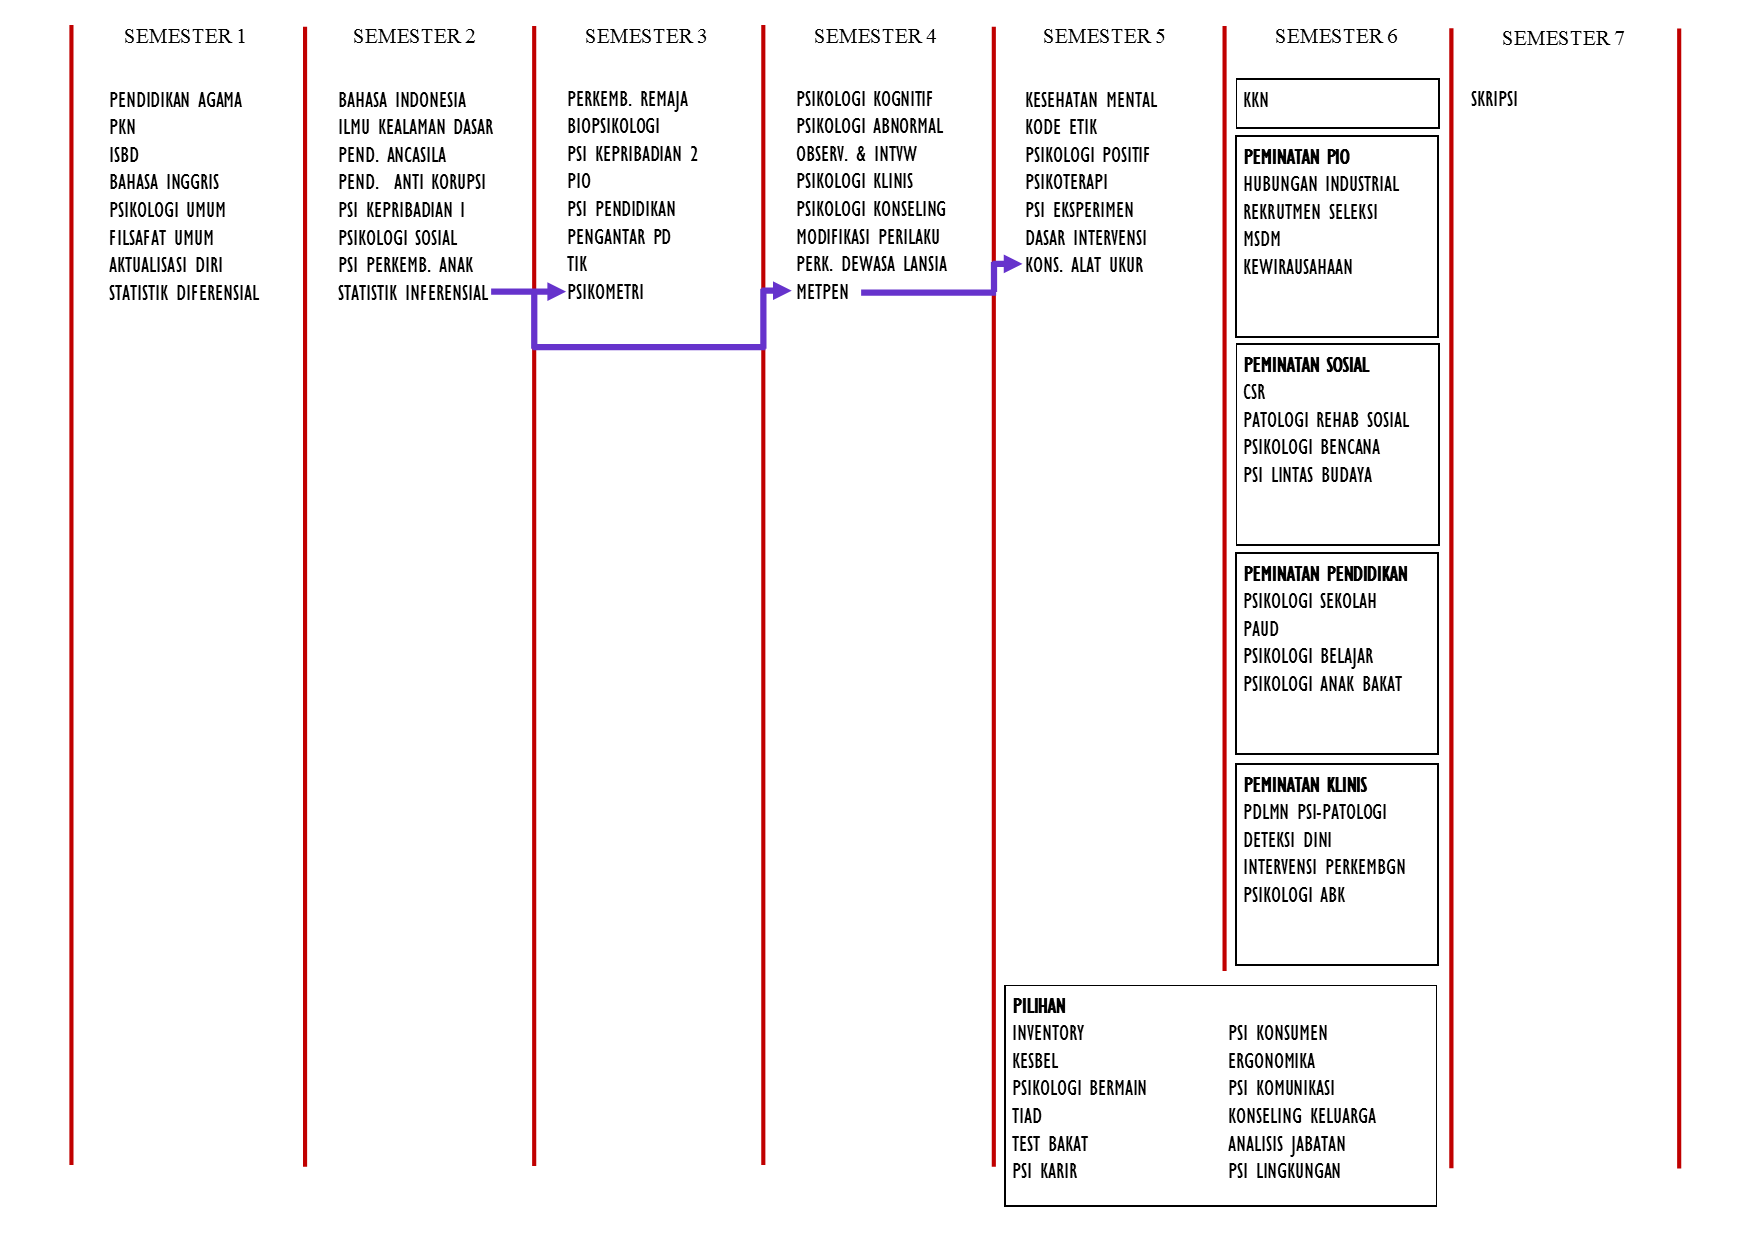 SEMESTER 1
PENDIDIKAN AGAMA
PKN
ISBD
BAHASA INGGRIS
PSIKOLOGI UMUM
FILSAFAT UMUM
AKTUALISASI DIRI
STATISTIK DIFERENSIAL
SEMESTER 2
BAHASA INDONESIA
ILMU KEALAMAN DASAR
PEND. ANCASILA
PEND. ANTI KORUPSI
PSI KEPRIBADIAN I
PSIKOLOGI SOSIAL
PSI PERKEMB. ANAK
STATISTIK INFERENSIAL
SEMESTER 3
PERKEMB. REMAJA
BIOPSIKOLOGI
PSI KEPRIBADIAN 2
PIO
PSI PENDIDIKAN
PENGANTAR PD
TIK
PSIKOMETRI
SEMESTER 4
PSIKOLOGI KOGNITIF
PSIKOLOGI ABNORMAL
OBSERV. & INTVW
PSIKOLOGI KLINIS
PSIKOLOGI KONSELING
MODIFIKASI PERILAKU
PERK. DEWASA LANSIA
METPEN
SEMESTER 5
KESEHATAN MENTAL
KODE ETIK
PSIKOLOGI POSITIF
PSIKOTERAPI
PSI EKSPERIMEN
DASAR INTERVENSI
KONS. ALAT UKUR
SEMESTER 6
KKN
PEMINATAN PIO
HUBUNGAN INDUSTRIAL
REKRUTMEN SELEKSI
MSDM
KEWIRAUSAHAAN
PEMINATAN SOSIAL
CSR
PATOLOGI REHAB SOSIAL
PSIKOLOGI BENCANA
PSI LINTAS BUDAYA
PEMINATAN PENDIDIKAN
PSIKOLOGI SEKOLAH
PAUD
PSIKOLOGI BELAJAR
PSIKOLOGI ANAK BAKAT
PEMINATAN KLINIS
PDLMN PSI-PATOLOGI
DETEKSI DINI
INTERVENSI PERKEMBGN
PSIKOLOGI ABK
PILIHAN
INVENTORY
KESBEL
PSIKOLOGI BERMAIN
TIAD
TEST BAKAT
PSI KARIR
PSI KONSUMEN
ERGONOMIKA
PSI KOMUNIKASI
KONSELING KELUARGA
ANALISIS JABATAN
PSI LINGKUNGAN
SEMESTER 7
SKRIPSI